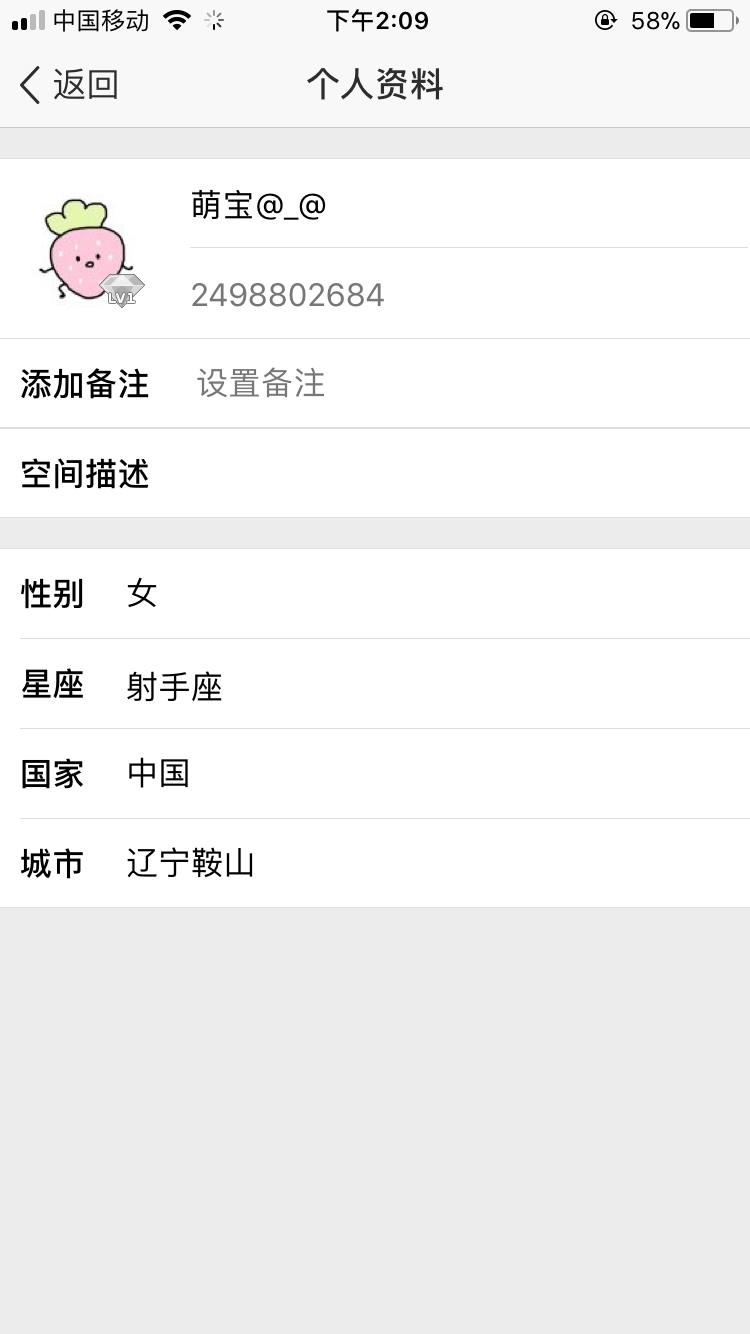 中国移动 下午2:09 58%
返回 个人资料
萌宝@_@
LV1
2498802684
添加备注 设置备注
空间描述
性别 女
星座 射手座
国家 中国
城市 辽宁鞍山